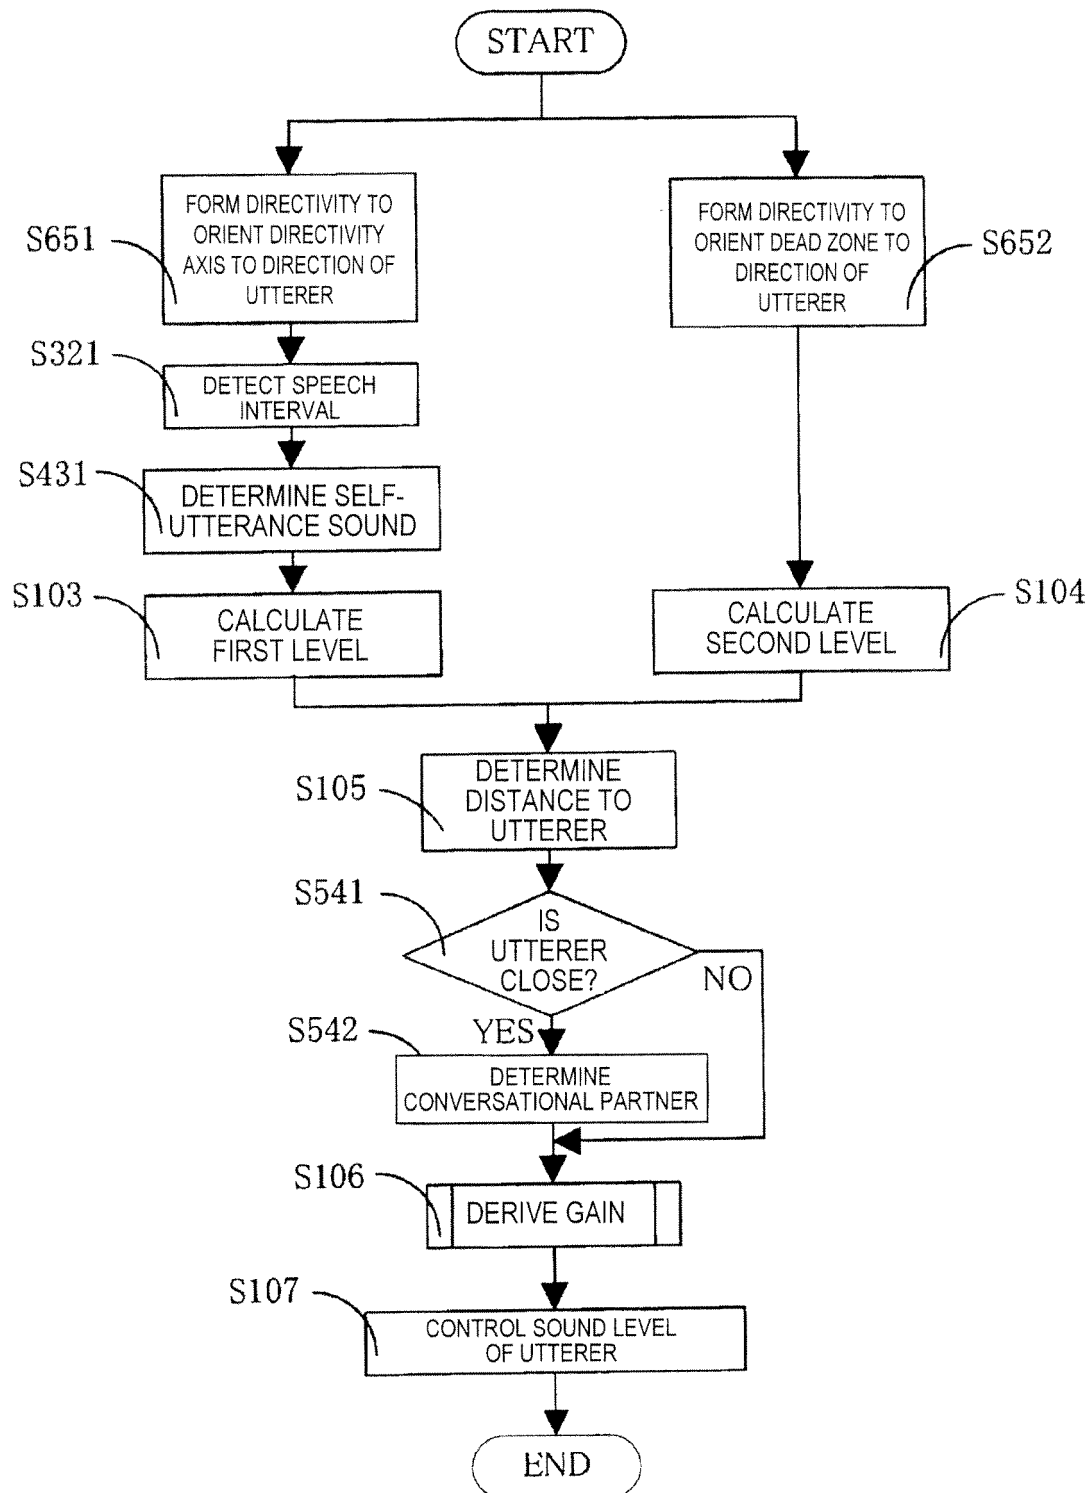 START
S651
FORM DIRECTIVITY TO
ORIENT DIRECTIVITY
AXIS TO DIRECTION OF
UTTERER
FORM DIRECTIVITY TO
ORIENT DEAD ZONE TO
DIRECTION OF
UTTERER
S652
S321
DETECT SPEECH
INTERVAL
S431
DETERMINE SELF-
UTTERANCE SOUND
S103
CALCULATE
FIRST LEVEL
CALCULATE
SECOND LEVEL
S104
S105
DETERMINE
DISTANCE TO
UTTERER
S541
IS
UTTERER
CLOSE?
NO
YES
S542
DETERMINE
CONVERSATIONAL PARTNER
S106
DERIVE GAIN
S107
CONTROL SOUND LEVEL
OF UTTERER
END